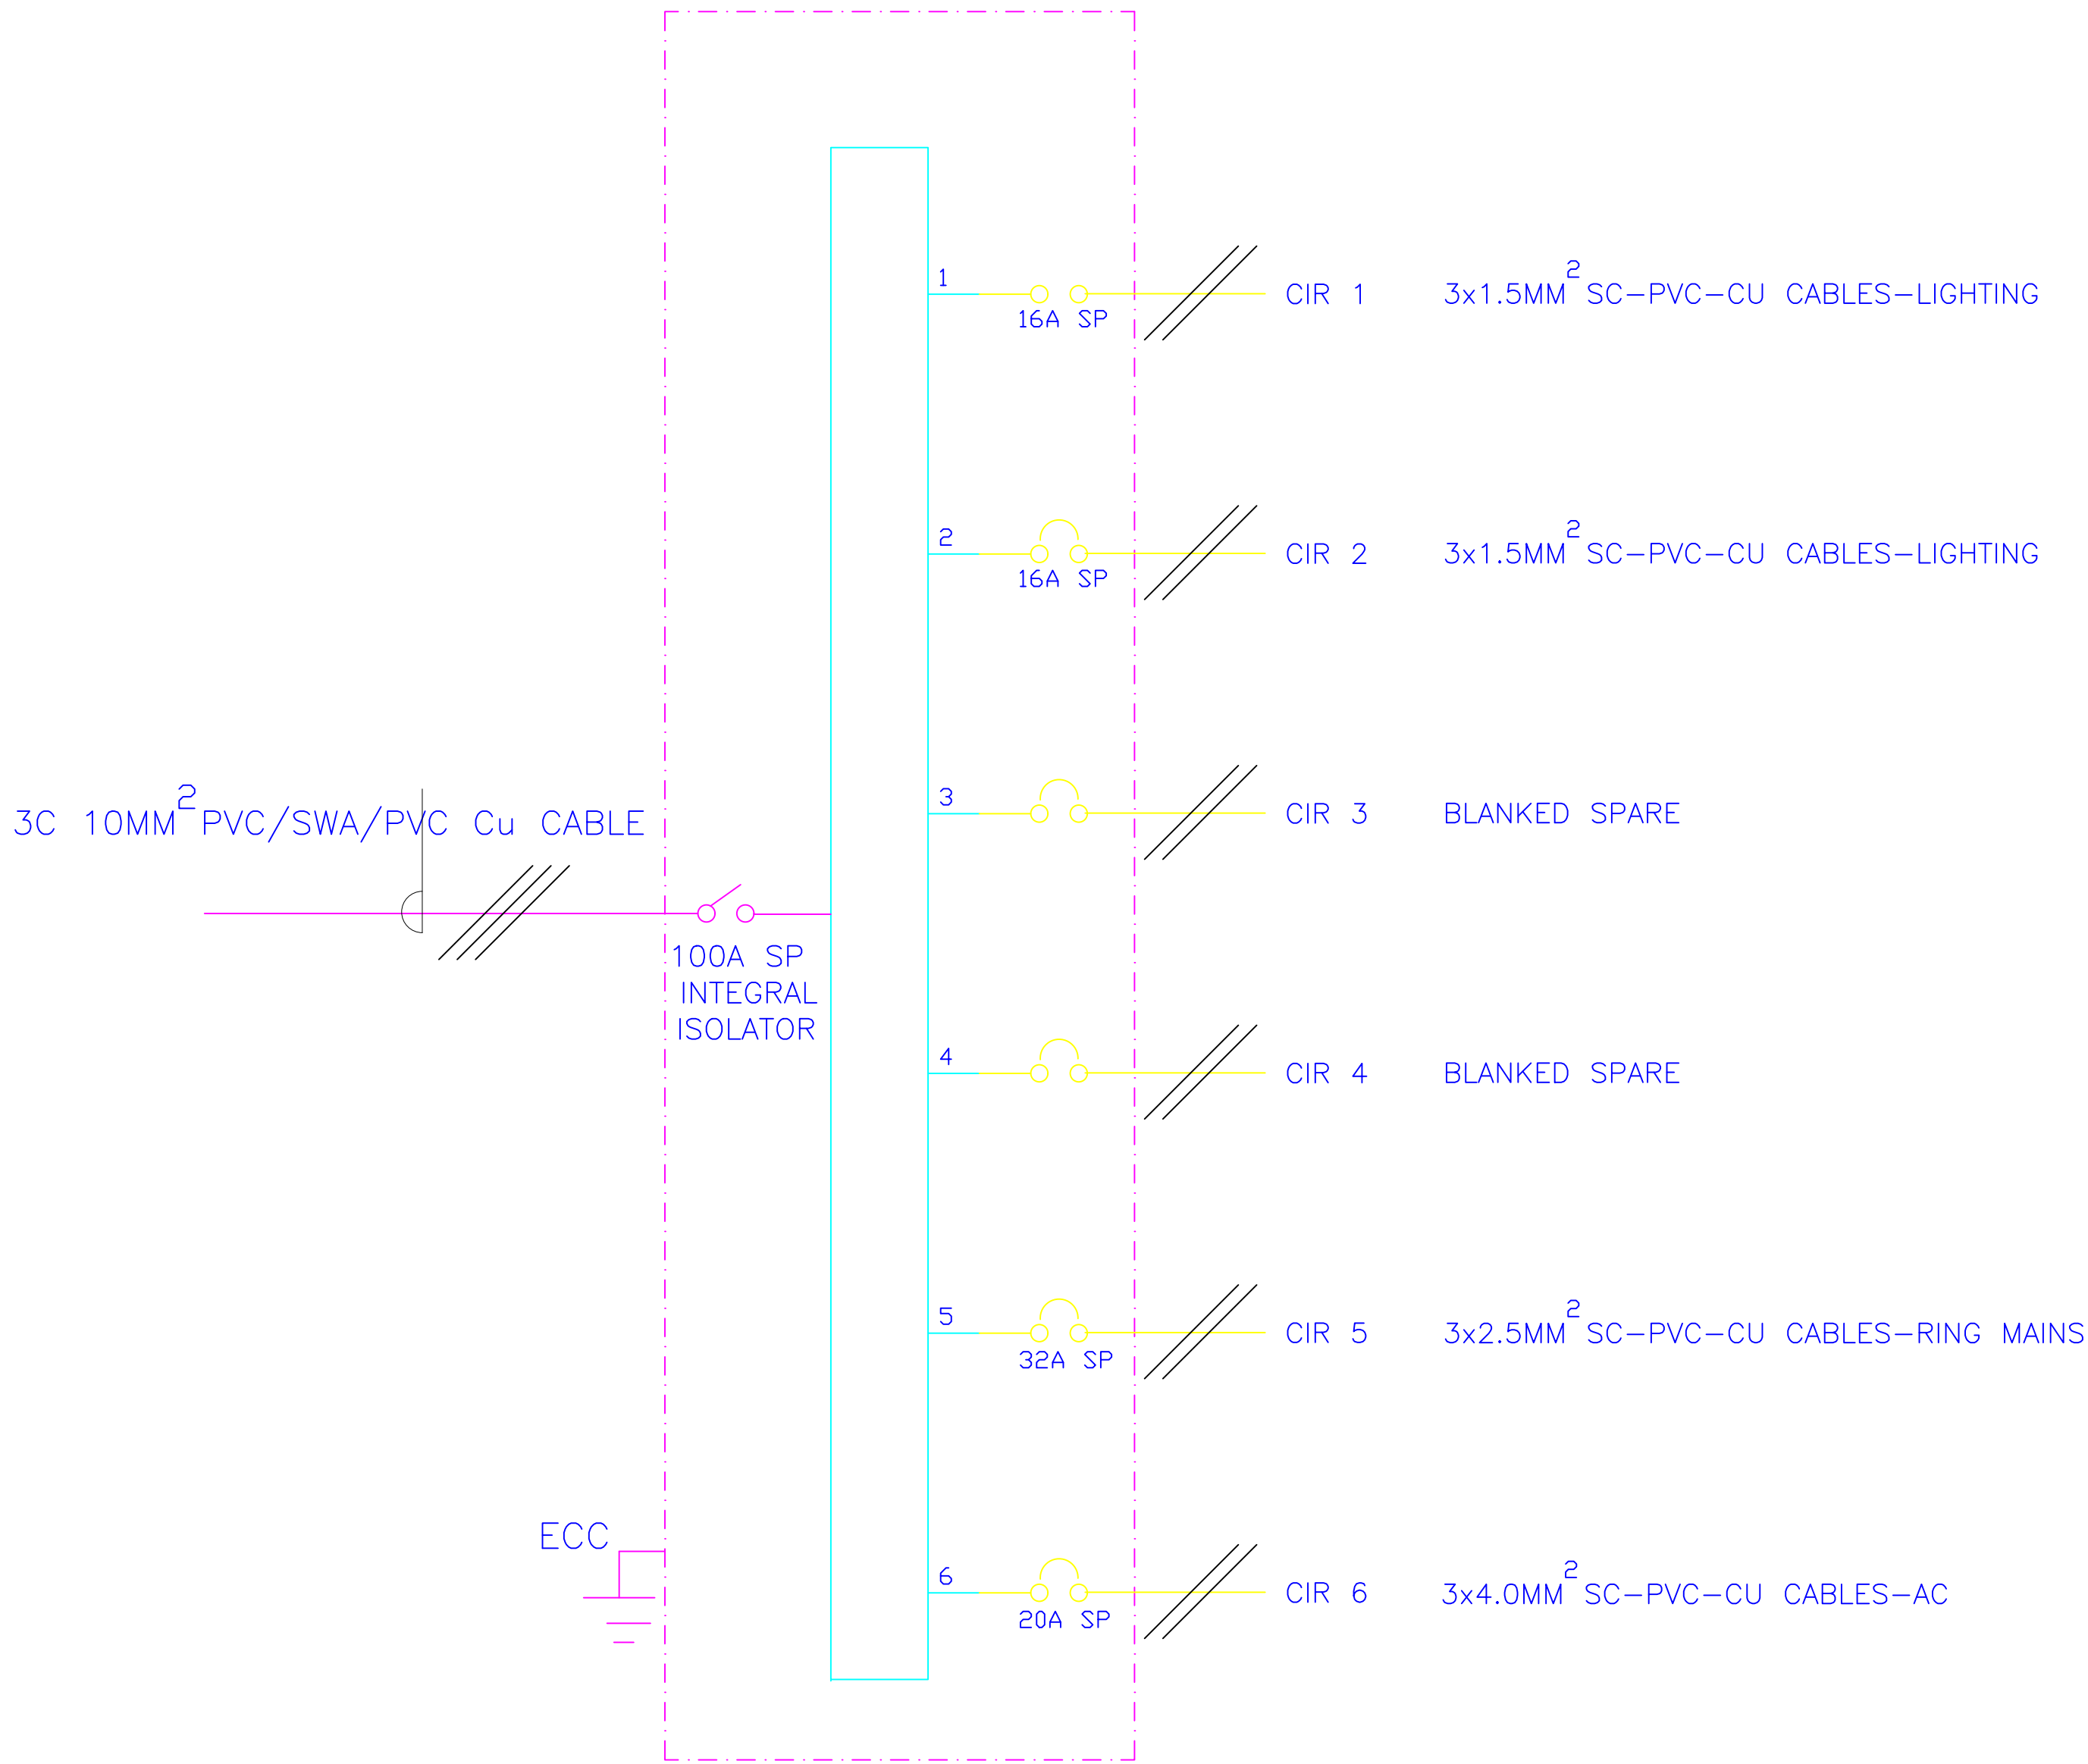 1
16A SP
CIR 1
3x1.5MM² SC-PVC-CU CABLES-LIGHTING
2
16A SP
CIR 2
3x1.5MM² SC-PVC-CU CABLES-LIGHTING
3
CIR 3
BLANKED SPARE
3C 10MM² PVC/SWA/PVC Cu CABLE
100A SP
INTEGRAL
ISOLATOR
4
CIR 4
BLANKED SPARE
5
32A SP
CIR 5
3x2.5MM² SC-PVC-CU CABLES-RING MAINS
ECC
6
20A SP
CIR 6
3x4.0MM² SC-PVC-CU CABLES-AC